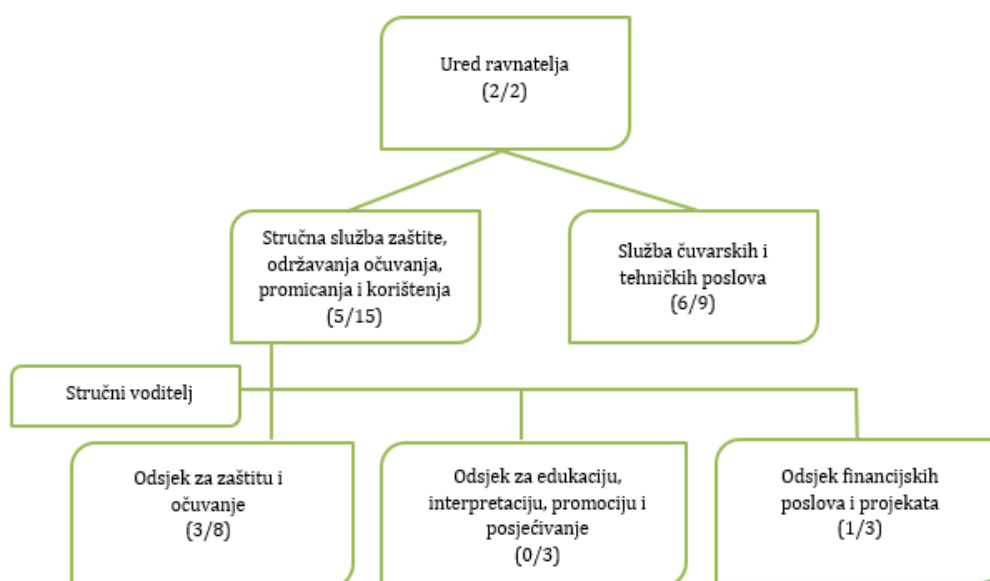 Ured ravnatelja
(2/2)
Stručna služba zaštite,
održavanja očuvanja,
promicanja i korištenja
(5/15)
Služba čuvarskih i
tehničkih poslova
(6/9)
Stručni voditelj
Odsjek za zaštitu i
očuvanje
(3/8)
Odsjek za edukaciju,
interpretaciju, promociju i
posjećivanje
(0/3)
Odsjek financijskih
poslova i projekata
(1/3)